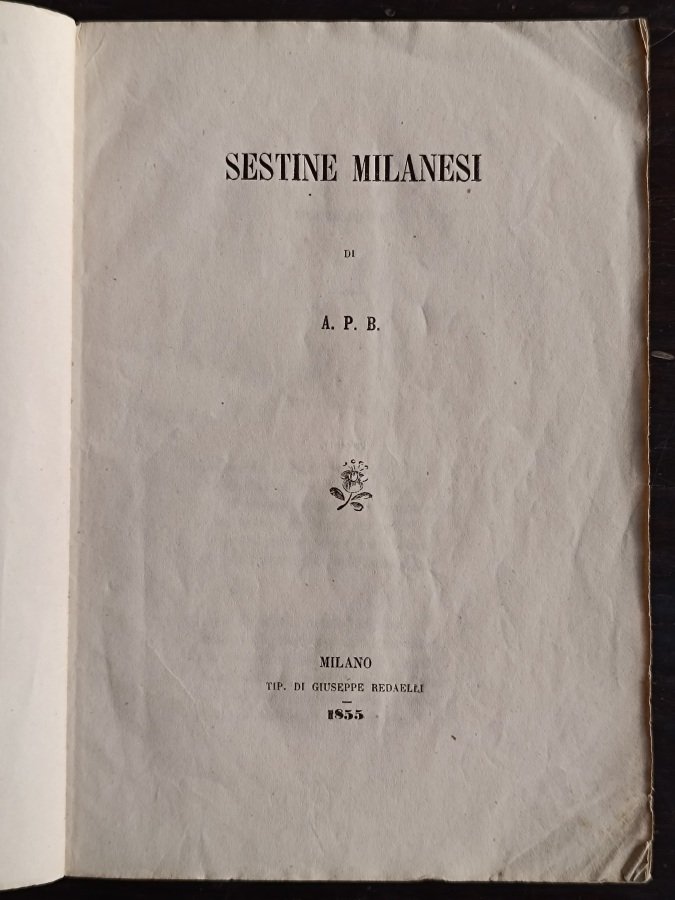 SESTINE MILANESI
DI
A. P. B.
MILANO
TIP. DI GIUSEPPE REDAELLI
1855